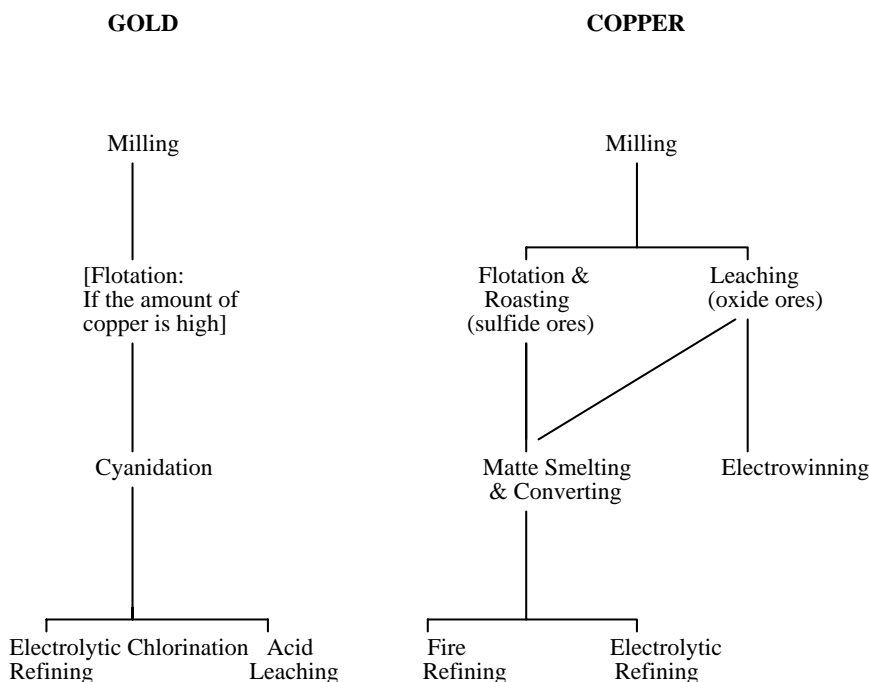 GOLD
COPPER
Milling
Milling
[Flotation:
If the amount of
copper is high]
Flotation &
Roasting
(sulfide ores)
Leaching
(oxide ores)
Cyanidation
Matte Smelting
& Converting
Electrowinning
Electrolytic
Refining
Chlorination
Acid
Leaching
Fire
Refining
Electrolytic
Refining